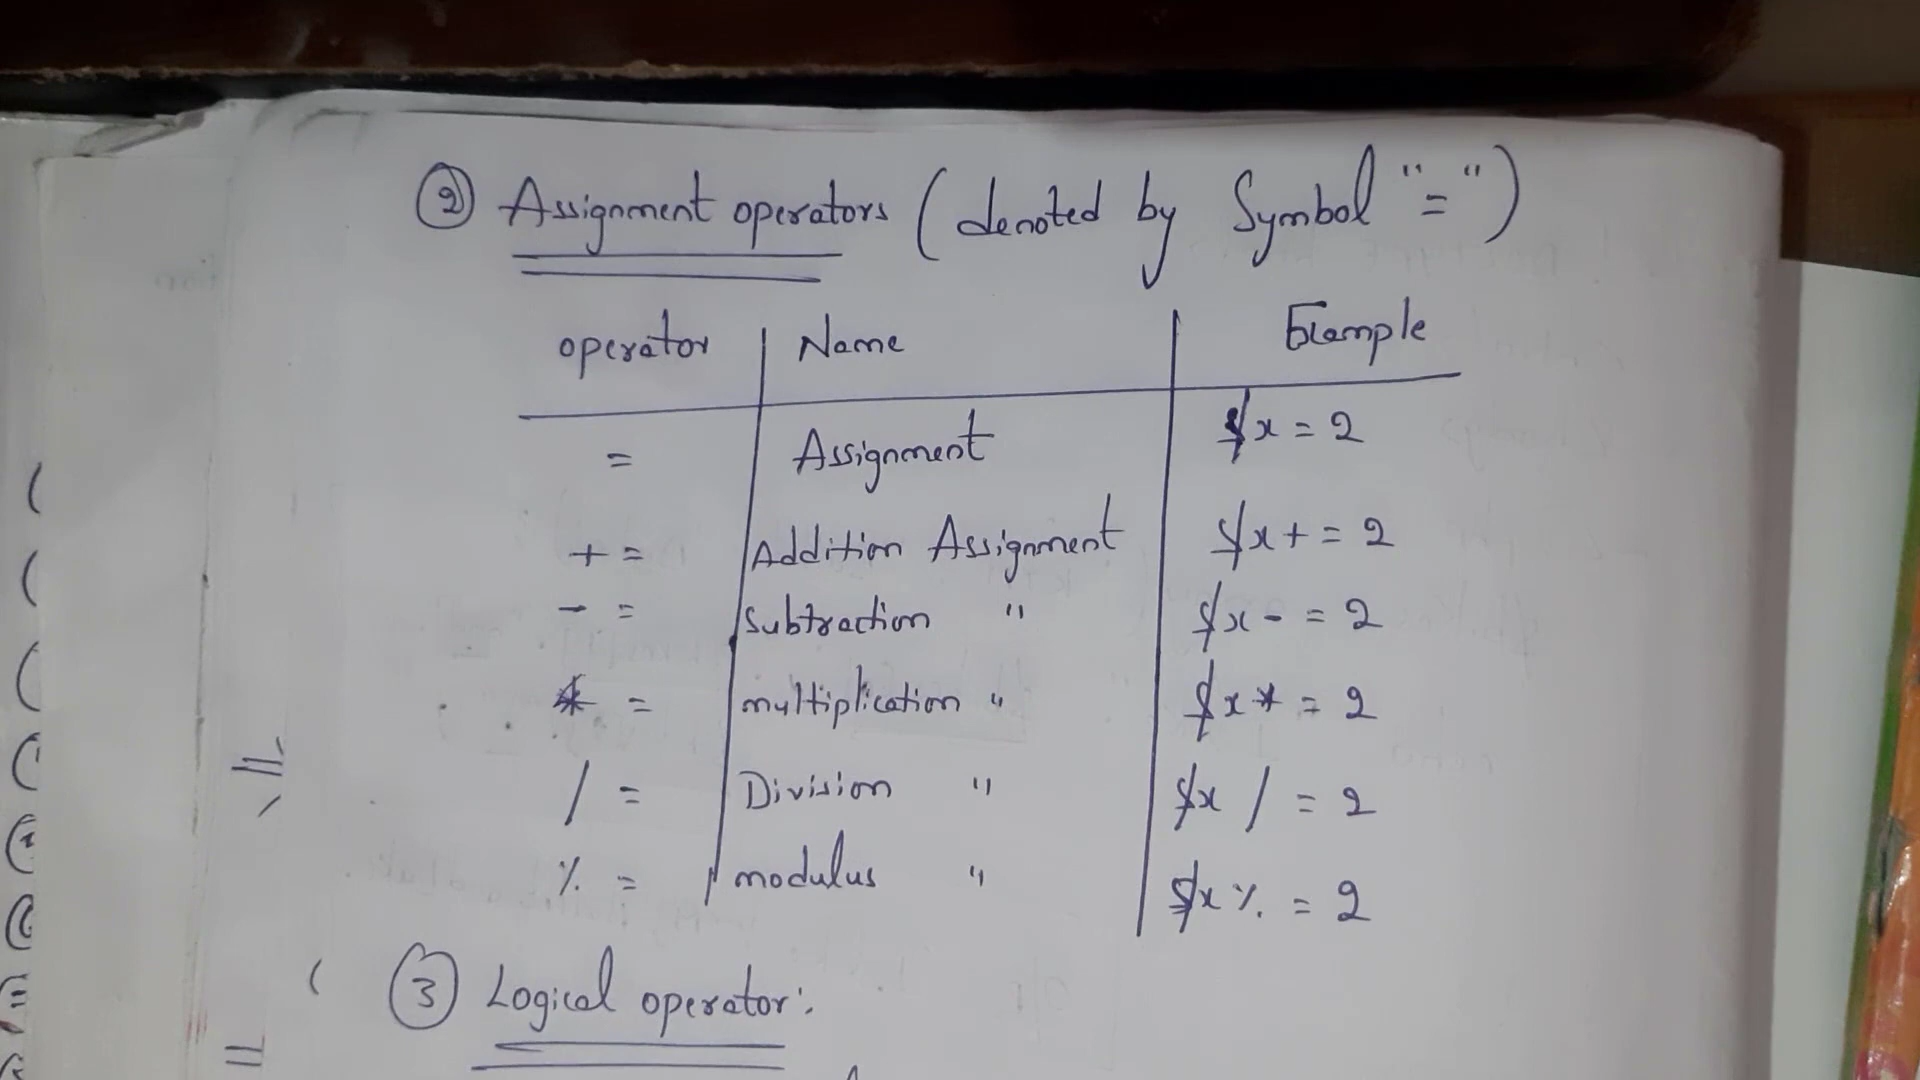 ② Assignment operators ( denoted by Symbol "=" )
operator | Name | Example
= | Assignment | $x = 2
+ = | Addition Assignment | $x + = 2
- = | Subtraction " | $x - = 2
* = | multiplication " | $x * = 2
/ = | Division " | $x / = 2
% = | modulus " | $x % = 2
③ Logical operator: